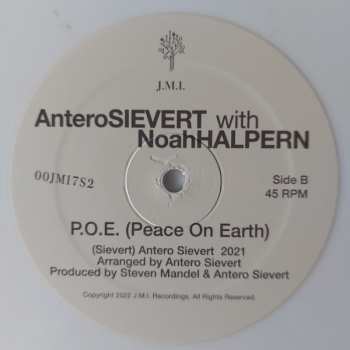 J.M.I.
AnteroSIEVERT with
NoahHALPERN
00JMI7S2
Side B
45 RPM
P.O.E. (Peace On Earth)
(Sievert) Antero Sievert 2021
Arranged by Antero Sievert
Produced by Steven Mandel & Antero Sievert
Copyright 2022 J.M.I. Recordings, All Rights Reserved.